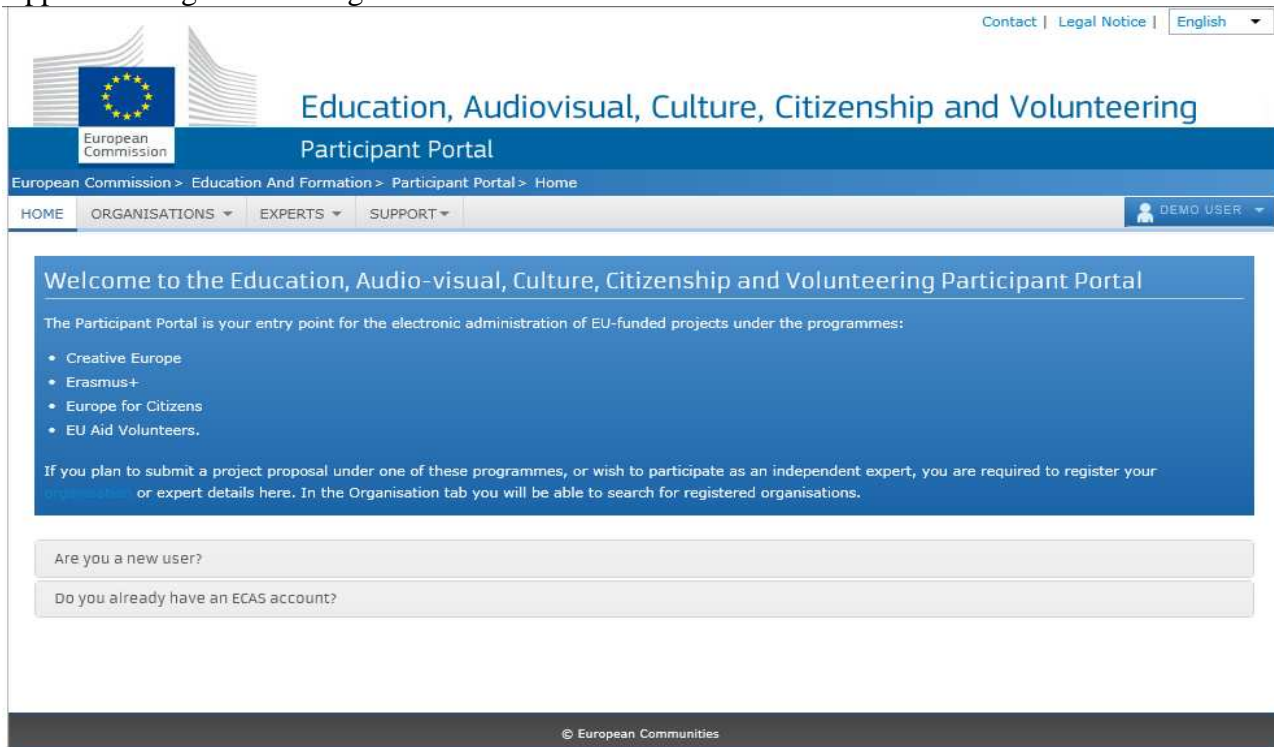 Contact | Legal Notice | English
Education, Audiovisual, Culture, Citizenship and Volunteering
European
Commission
Participant Portal
European Commission > Education And Formation > Participant Portal > Home
HOME ORGANISATIONS EXPERTS SUPPORT DEMO USER
Welcome to the Education, Audio-visual, Culture, Citizenship and Volunteering Participant Portal
The Participant Portal is your entry point for the electronic administration of EU-funded projects under the programmes:
• Creative Europe
• Erasmus+
• Europe for Citizens
• EU Aid Volunteers.
If you plan to submit a project proposal under one of these programmes, or wish to participate as an independent expert, you are required to register your
organisation or expert details here. In the Organisation tab you will be able to search for registered organisations.
Are you a new user?
Do you already have an ECAS account?
© European Communities